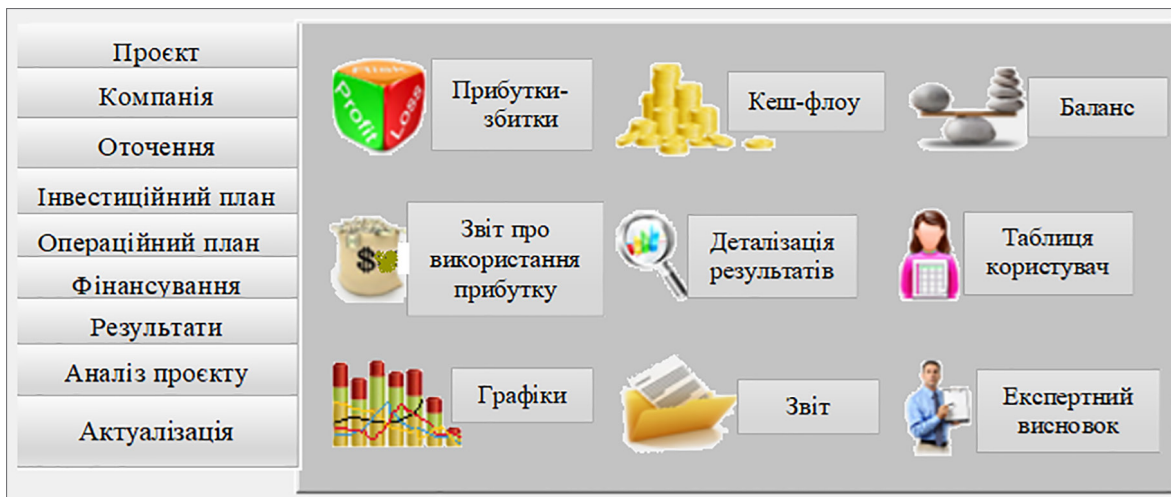 Проєкт
Компанія
Оточення
Інвестиційний план
Операційний план
Фінансування
Результати
Аналіз проєкту
Актуалізація
Profit
Loss
Прибутки-
збитки
Кеш-флоу
Баланс
$
Звіт про
використання
прибутку
Деталізація
результатів
Таблиця
користувач
Графіки
Звіт
Експертний
висновок